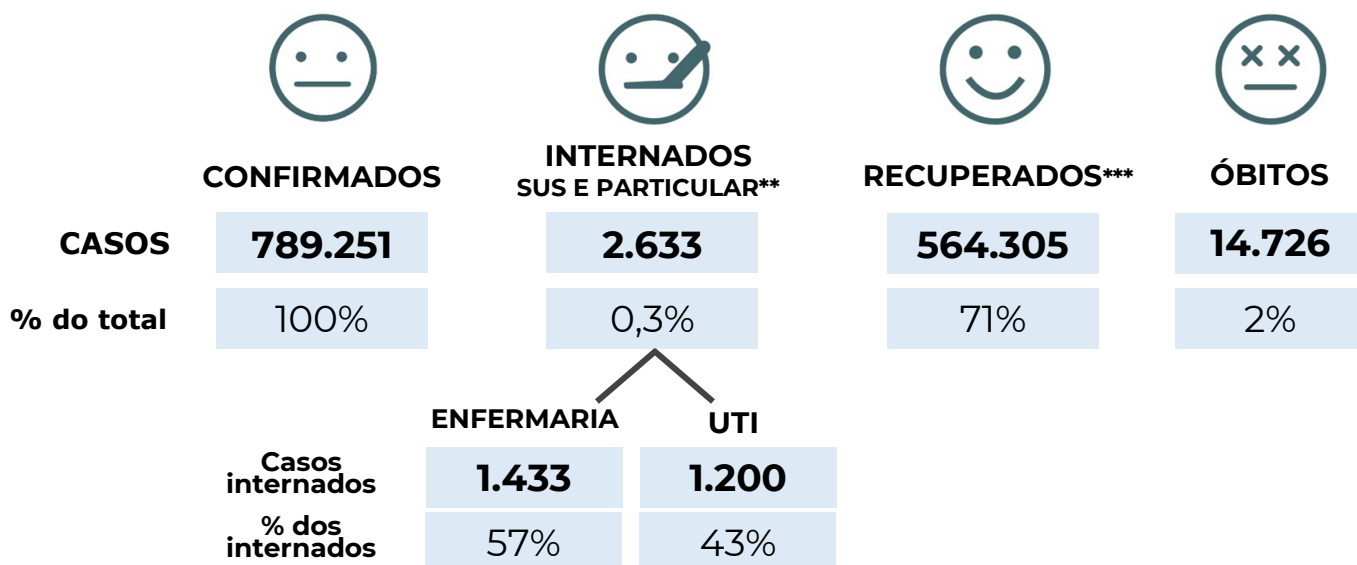 CONFIRMADOS
INTERNADOS
SUS E PARTICULAR**
RECUPERADOS***
ÓBITOS
CASOS
789.251
2.633
564.305
14.726
% do total
100%
0,3%
71%
2%
ENFERMARIA
UTI
Casos
internados
1.433
1.200
% dos
internados
57%
43%